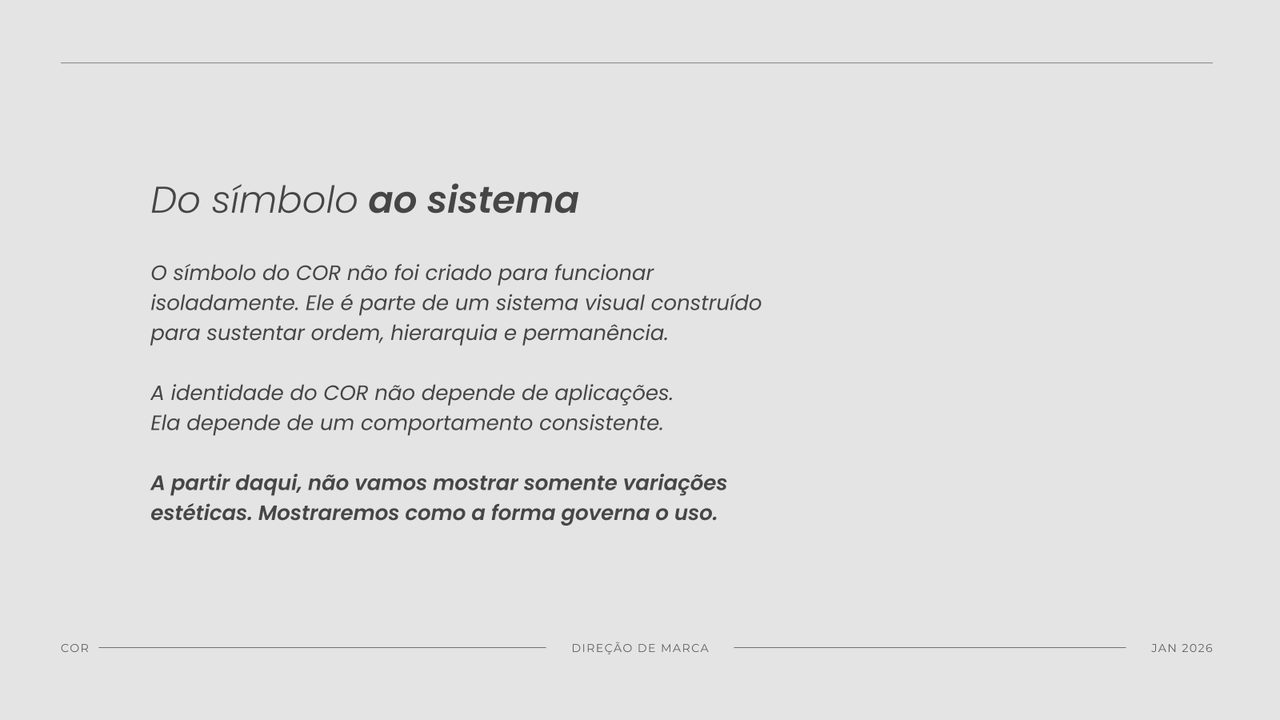 Do símbolo ao sistema
O símbolo do COR não foi criado para funcionar
isoladamente. Ele é parte de um sistema visual construído
para sustentar ordem, hierarquia e permanência.
A identidade do COR não depende de aplicações.
Ela depende de um comportamento consistente.
A partir daqui, não vamos mostrar somente variações
estéticas. Mostraremos como a forma governa o uso.
COR
DIREÇÃO DE MARCA
JAN 2026